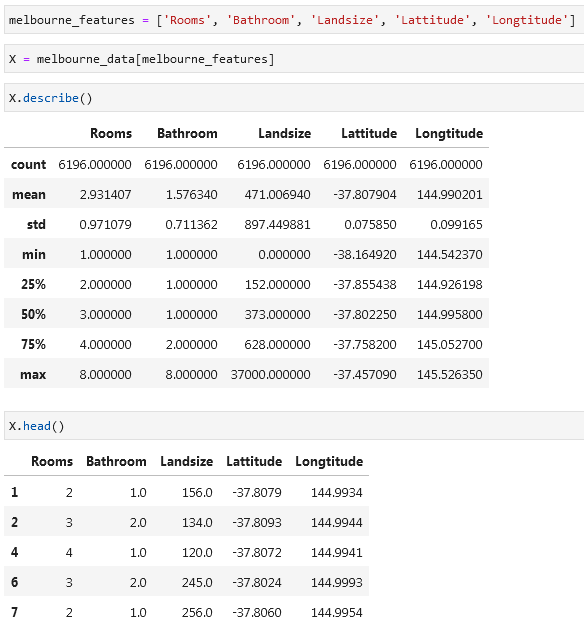 melbourne_features = ['Rooms', 'Bathroom', 'Landsize', 'Lattitude', 'Longtitude']
X = melbourne_data[melbourne_features]
X.describe()
Rooms Bathroom Landsize Lattitude Longtitude
count 6196.000000 6196.000000 6196.000000 6196.000000 6196.000000
mean 2.931407 1.576340 471.006940 -37.807904 144.990201
std 0.971079 0.711362 897.449881 0.075850 0.099165
min 1.000000 1.000000 0.000000 -38.164920 144.542370
25% 2.000000 1.000000 152.000000 -37.855438 144.926198
50% 3.000000 1.000000 373.000000 -37.802250 144.995800
75% 4.000000 2.000000 628.000000 -37.758200 145.052700
max 8.000000 8.000000 37000.000000 -37.457090 145.526350
X.head()
Rooms Bathroom Landsize Lattitude Longtitude
1 2 1.0 156.0 -37.8079 144.9934
2 3 2.0 134.0 -37.8093 144.9944
4 4 1.0 120.0 -37.8072 144.9941
6 3 2.0 245.0 -37.8024 144.9993
7 2 1.0 256.0 -37.8060 144.9954